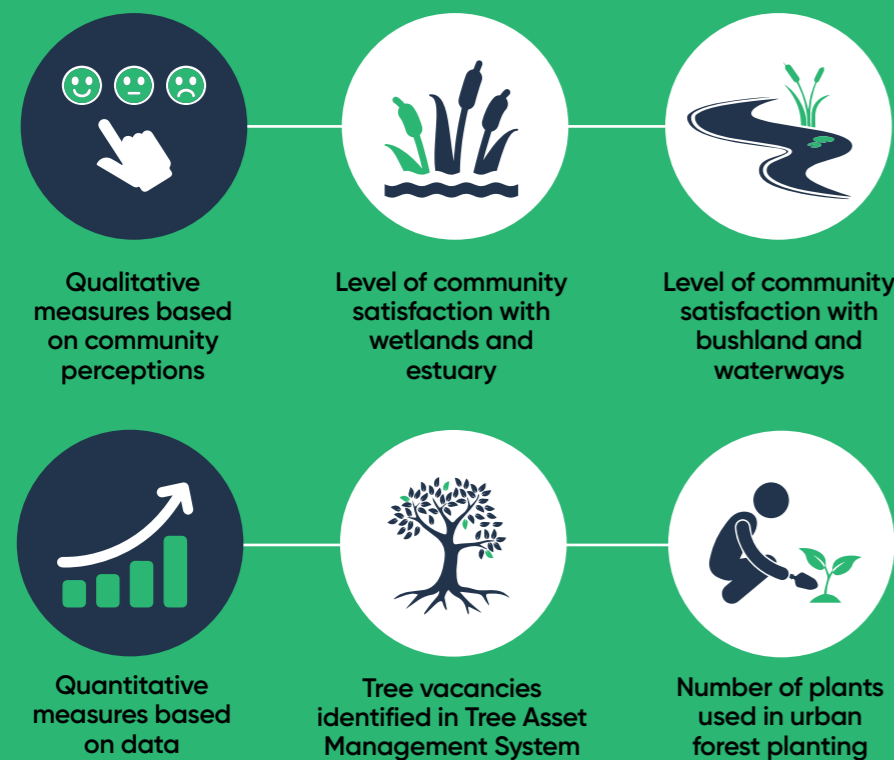 Qualitative
measures based
on community
perceptions
Level of community
satisfaction with
wetlands and
estuary
Level of community
satisfaction with
bushland and
waterways
Quantitative
measures based
on data
Tree vacancies
identified in Tree Asset
Management System
Number of plants
used in urban
forest planting